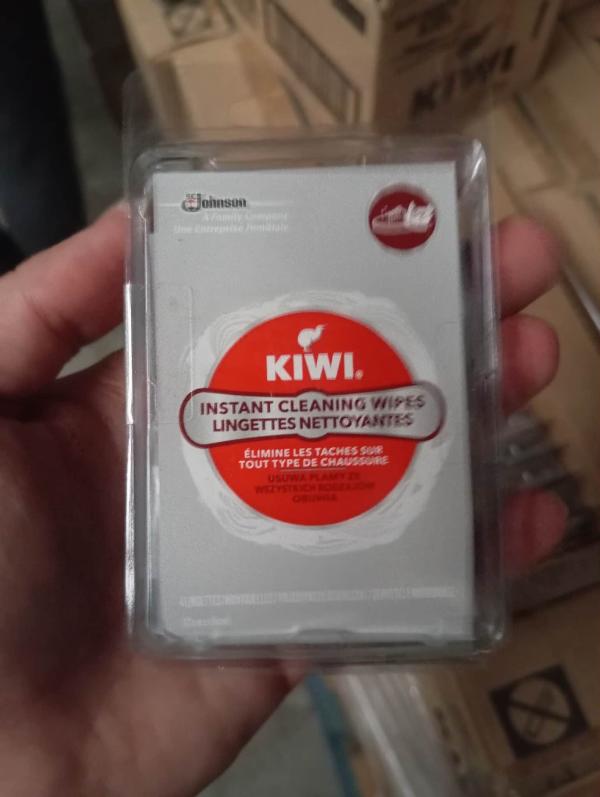 KIWI
SC Johnson
A Family Company
Une Entreprise Familiale
KIWI®
INSTANT CLEANING WIPES
LINGETTES NETTOYANTES
ÉLIMINE LES TACHES SUR
TOUT TYPE DE CHAUSSURE
USUWA PLAMY ZE
WSZYSTKICH RODZAJÓW
OBUWIA